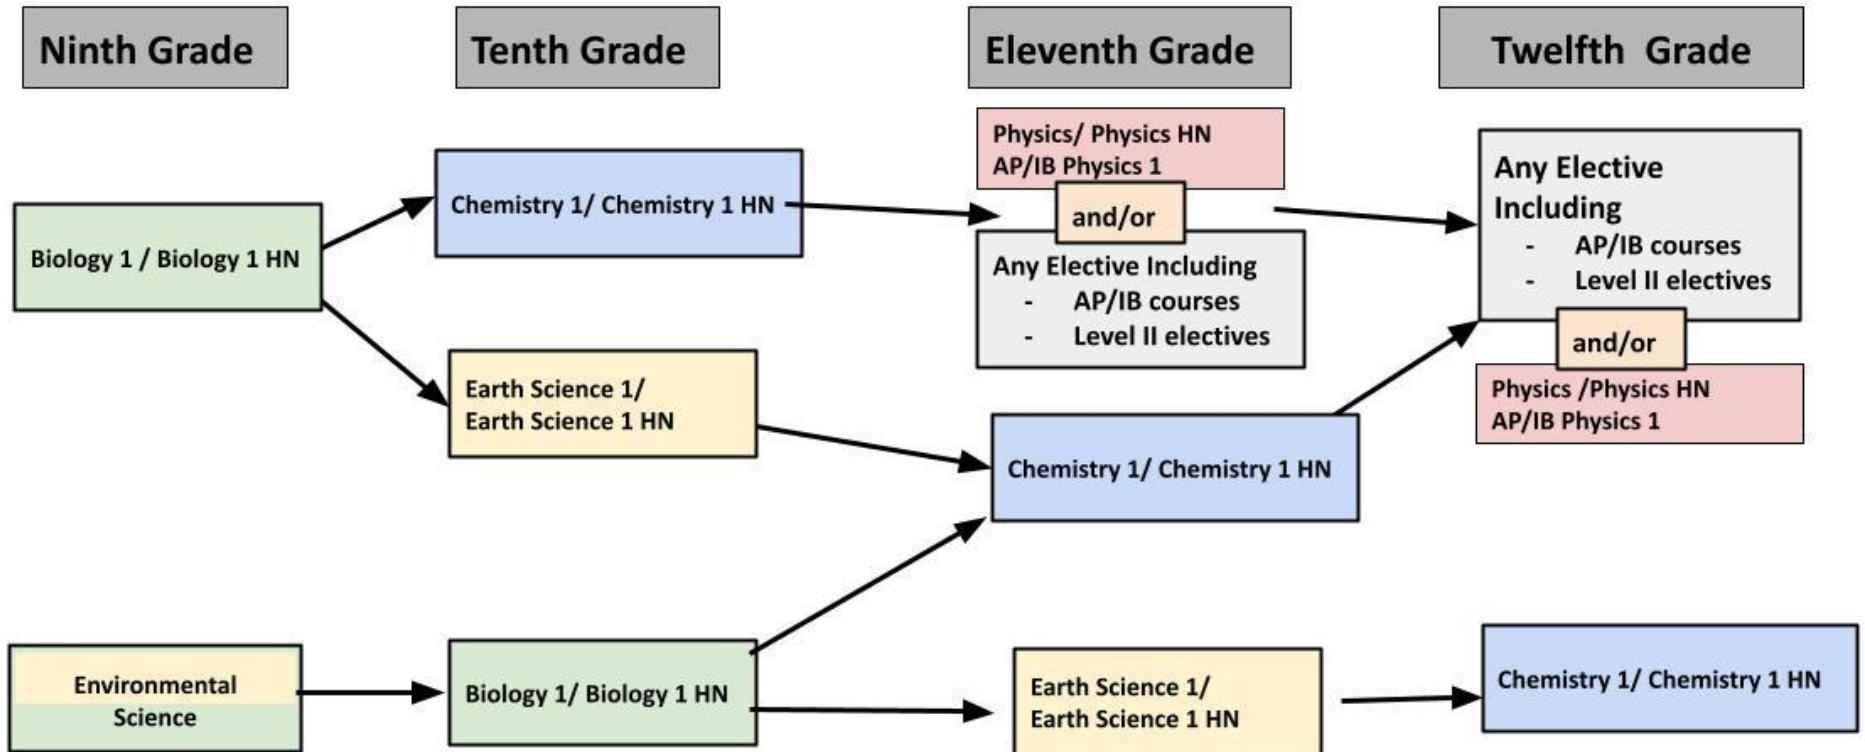 Ninth Grade
Tenth Grade
Eleventh Grade
Twelfth Grade
Biology 1 / Biology 1 HN
Chemistry 1/ Chemistry 1 HN
Earth Science 1/
Earth Science 1 HN
Physics/ Physics HN
AP/IB Physics 1
and/or
Any Elective Including
- AP/IB courses
- Level II electives
Chemistry 1/ Chemistry 1 HN
Any Elective
Including
- AP/IB courses
- Level II electives
and/or
Physics /Physics HN
AP/IB Physics 1
Environmental
Science
Biology 1/ Biology 1 HN
Earth Science 1/
Earth Science 1 HN
Chemistry 1/ Chemistry 1 HN